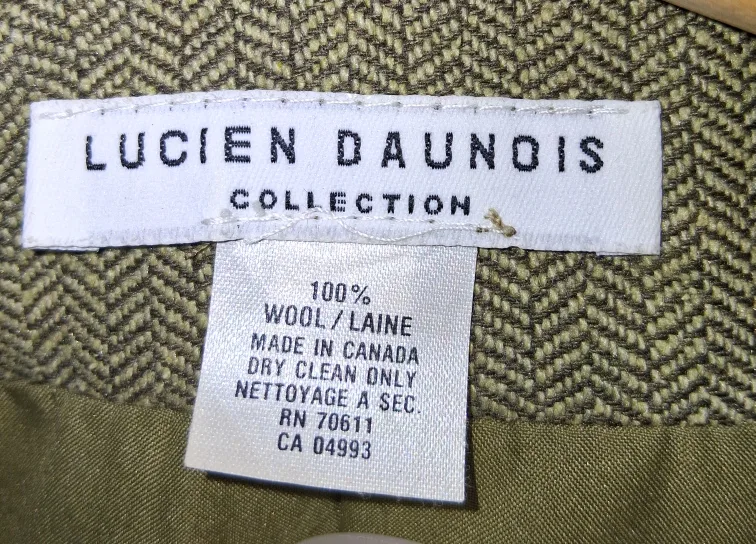 LUCIEN DAUNOIS
COLLECTION
100%
WOOL / LAINE
MADE IN CANADA
DRY CLEAN ONLY
NETTOYAGE A SEC.
RN 70611
CA 04993